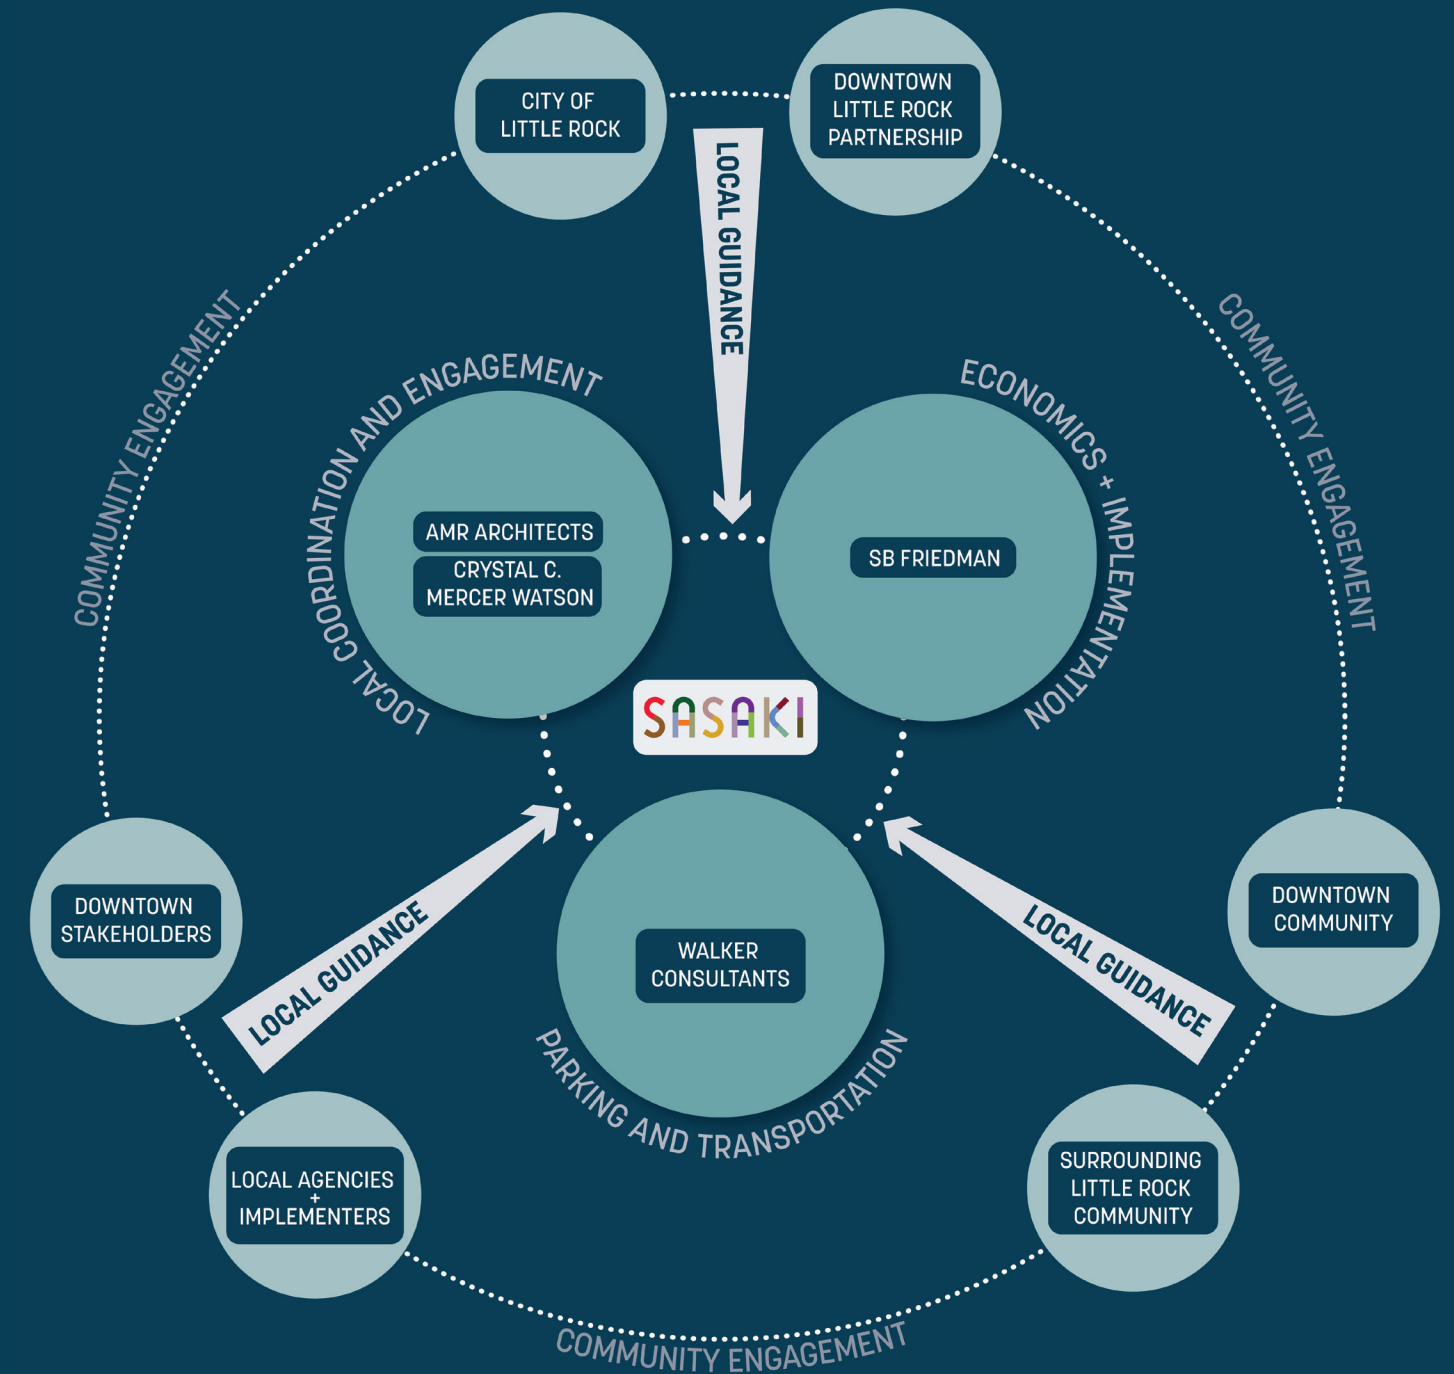 CITY OF
LITTLE ROCK
DOWNTOWN
LITTLE ROCK
PARTNERSHIP
LOCAL GUIDANCE
COMMUNITY ENGAGEMENT
COMMUNITY ENGAGEMENT
LOCAL COORDINATION AND ENGAGEMENT
AMR ARCHITECTS
CRYSTAL C.
MERCER WATSON
ECONOMICS + IMPLEMENTATION
SB FRIEDMAN
SASAKI
DOWNTOWN
STAKEHOLDERS
LOCAL GUIDANCE
WALKER
CONSULTANTS
PARKING AND TRANSPORTATION
LOCAL GUIDANCE
DOWNTOWN
COMMUNITY
LOCAL AGENCIES
+
IMPLEMENTERS
SURROUNDING
LITTLE ROCK
COMMUNITY
COMMUNITY ENGAGEMENT